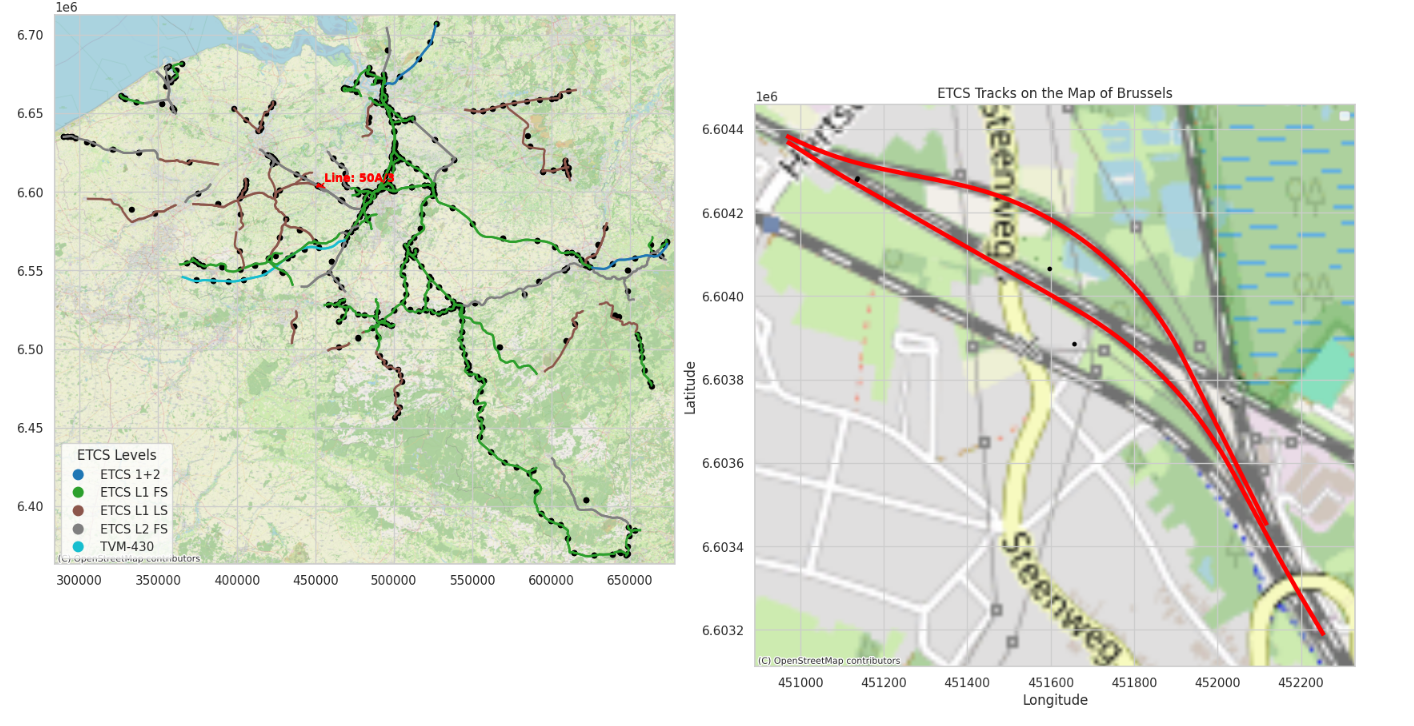 1e6
6.70
6.65
6.60
6.55
6.50
6.45
6.40
Line: 50A/3
ETCS Levels
ETCS 1+2
ETCS L1 FS
ETCS L1 LS
ETCS L2 FS
TVM-430
(C) OpenStreetMap contributors
300000 350000 400000 450000 500000 550000 600000 650000
ETCS Tracks on the Map of Brussels
1e6
6.6044
6.6042
6.6040
6.6038
6.6036
6.6034
6.6032
Latitude
Steenweg
Steenweg
(C) OpenStreetMap contributors
451000 451200 451400 451600 451800 452000 452200
Longitude